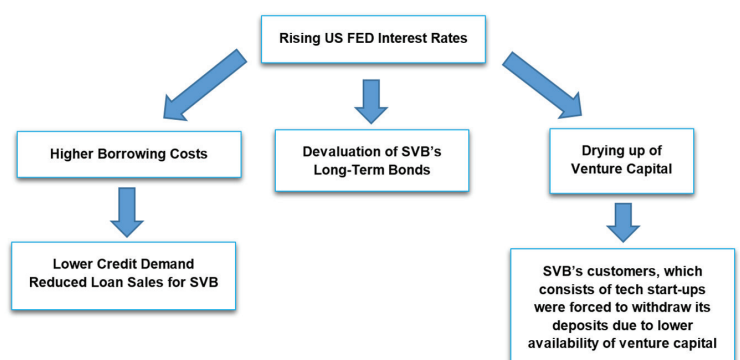 Rising US FED Interest Rates
Higher Borrowing Costs
Devaluation of SVB's
Long-Term Bonds
Drying up of
Venture Capital
Lower Credit Demand
Reduced Loan Sales for SVB
SVB's customers, which
consists of tech start-ups
were forced to withdraw its
deposits due to lower
availability of venture capital